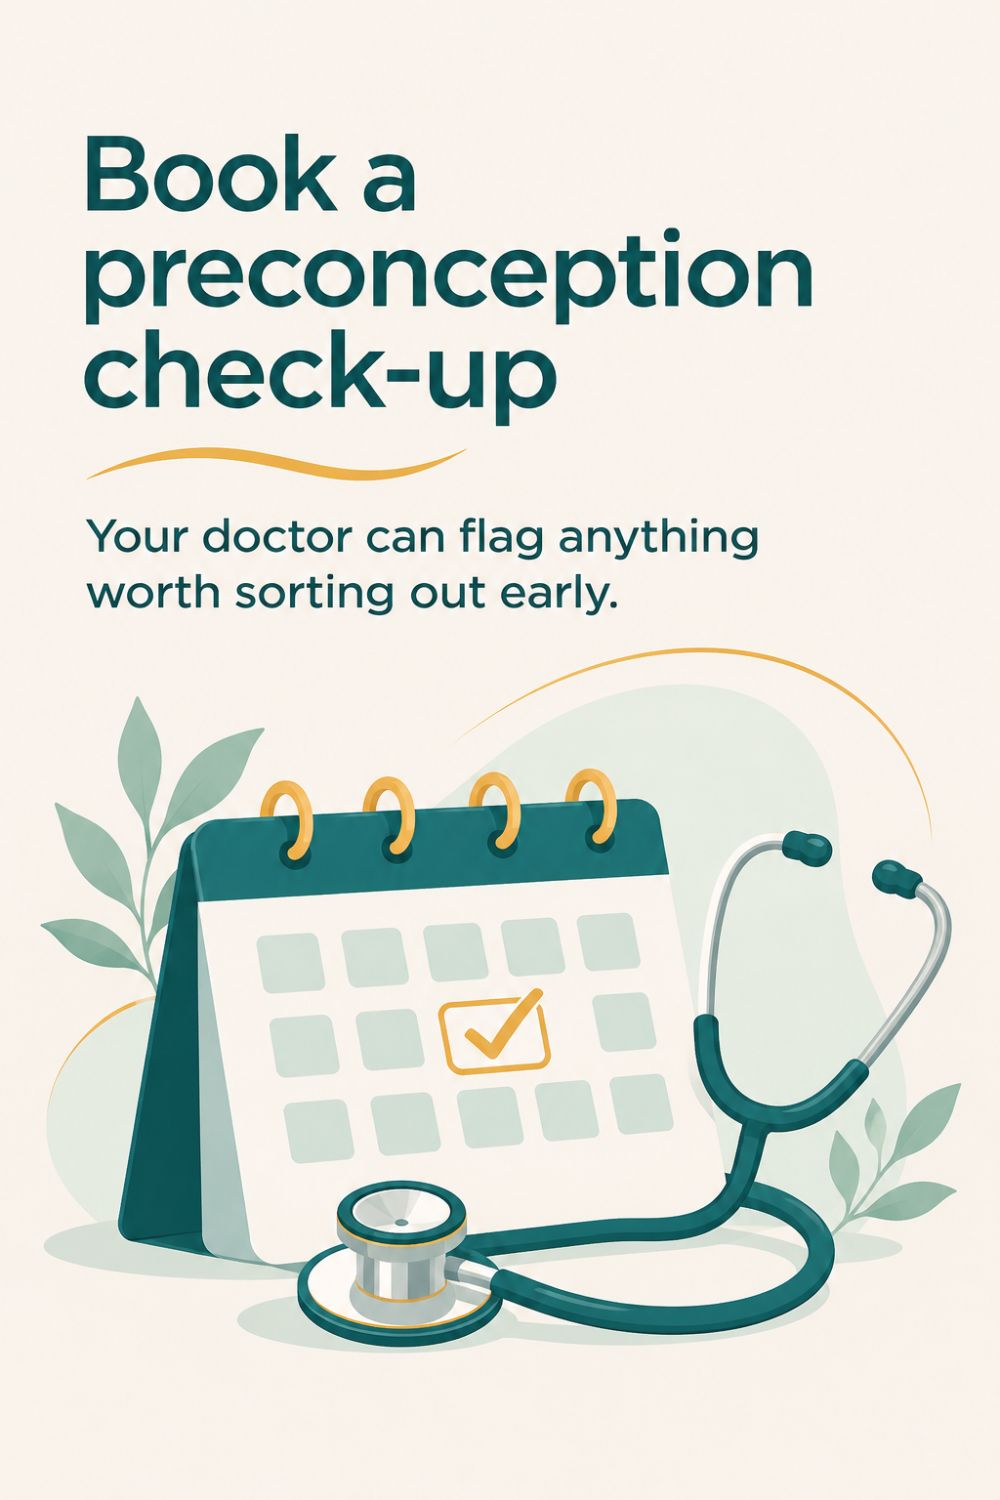 Book a
preconception
check-up
Your doctor can flag anything
worth sorting out early.